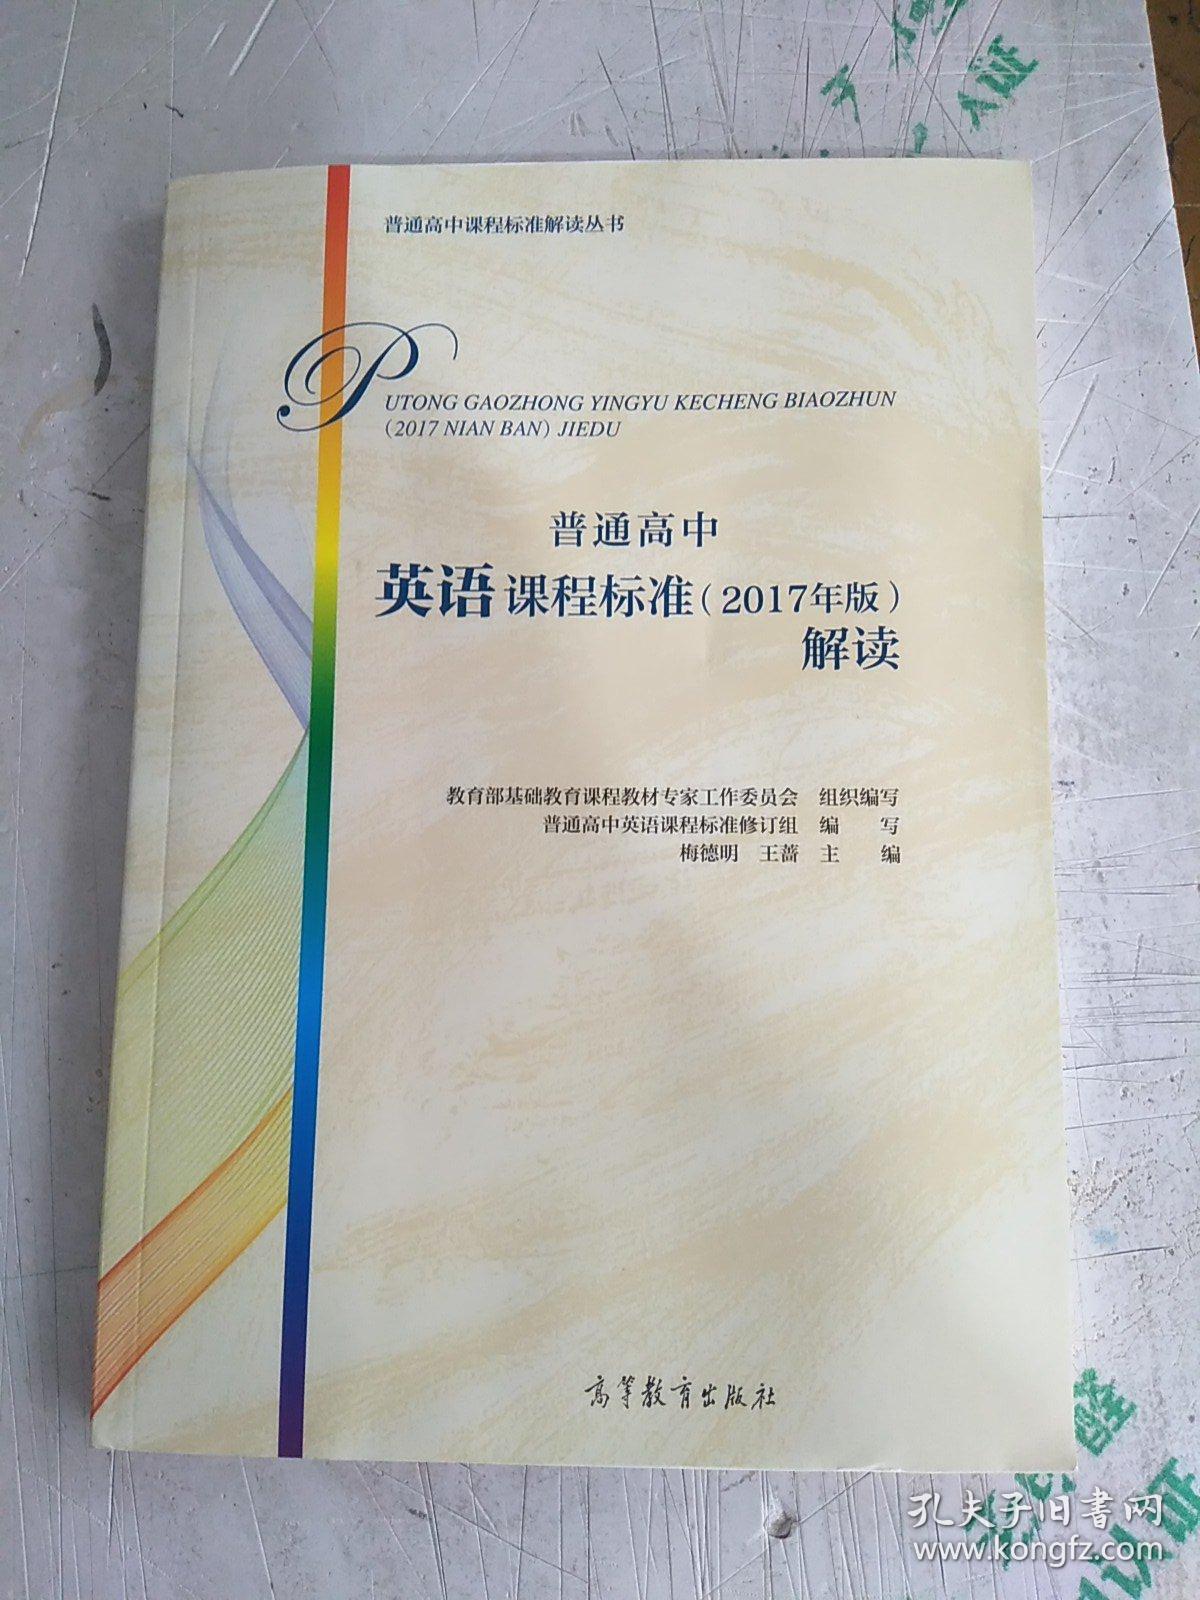 认证
普通高中课程标准解读丛书
PUTONG GAOZHONG YINGYU KECHENG BIAOZHUN
(2017 NIAN BAN) JIEDU
普通高中
英语课程标准(2017年版)
解读
教育部基础教育课程教材专家工作委员会 组织编写
普通高中英语课程标准修订组 编 写
梅德明 王蔷 主 编
高等教育出版社
孔夫子旧书网
www.kongfz.com
认证